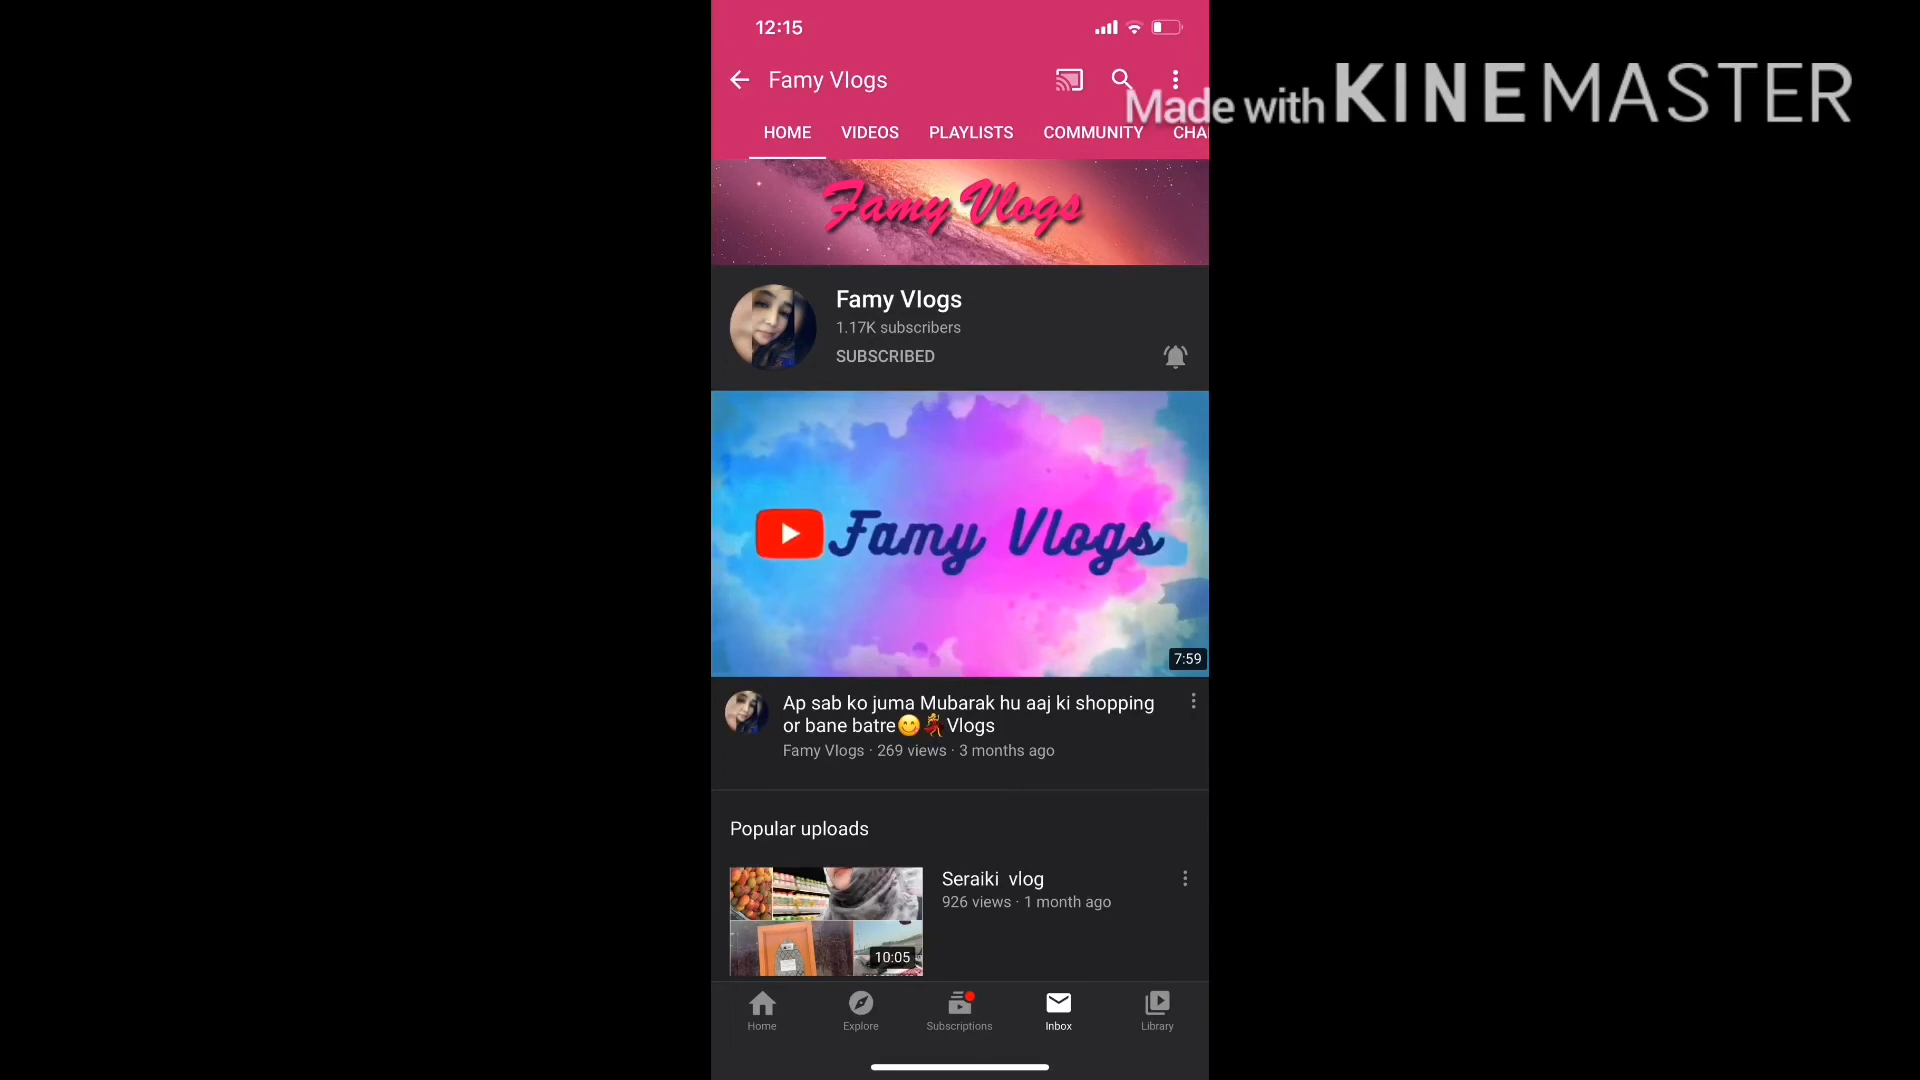 12:15
Famy Vlogs
Made with KINEMASTER
HOME VIDEOS PLAYLISTS COMMUNITY CHA
Famy Vlogs
Famy Vlogs
1.17K subscribers
SUBSCRIBED
Famy Vlogs
7:59
Ap sab ko juma Mubarak hu aaj ki shopping
or bane batre😋💃Vlogs
Famy Vlogs · 269 views · 3 months ago
Popular uploads
Seraiki vlog
926 views · 1 month ago
10:05
Home Explore Subscriptions Inbox Library